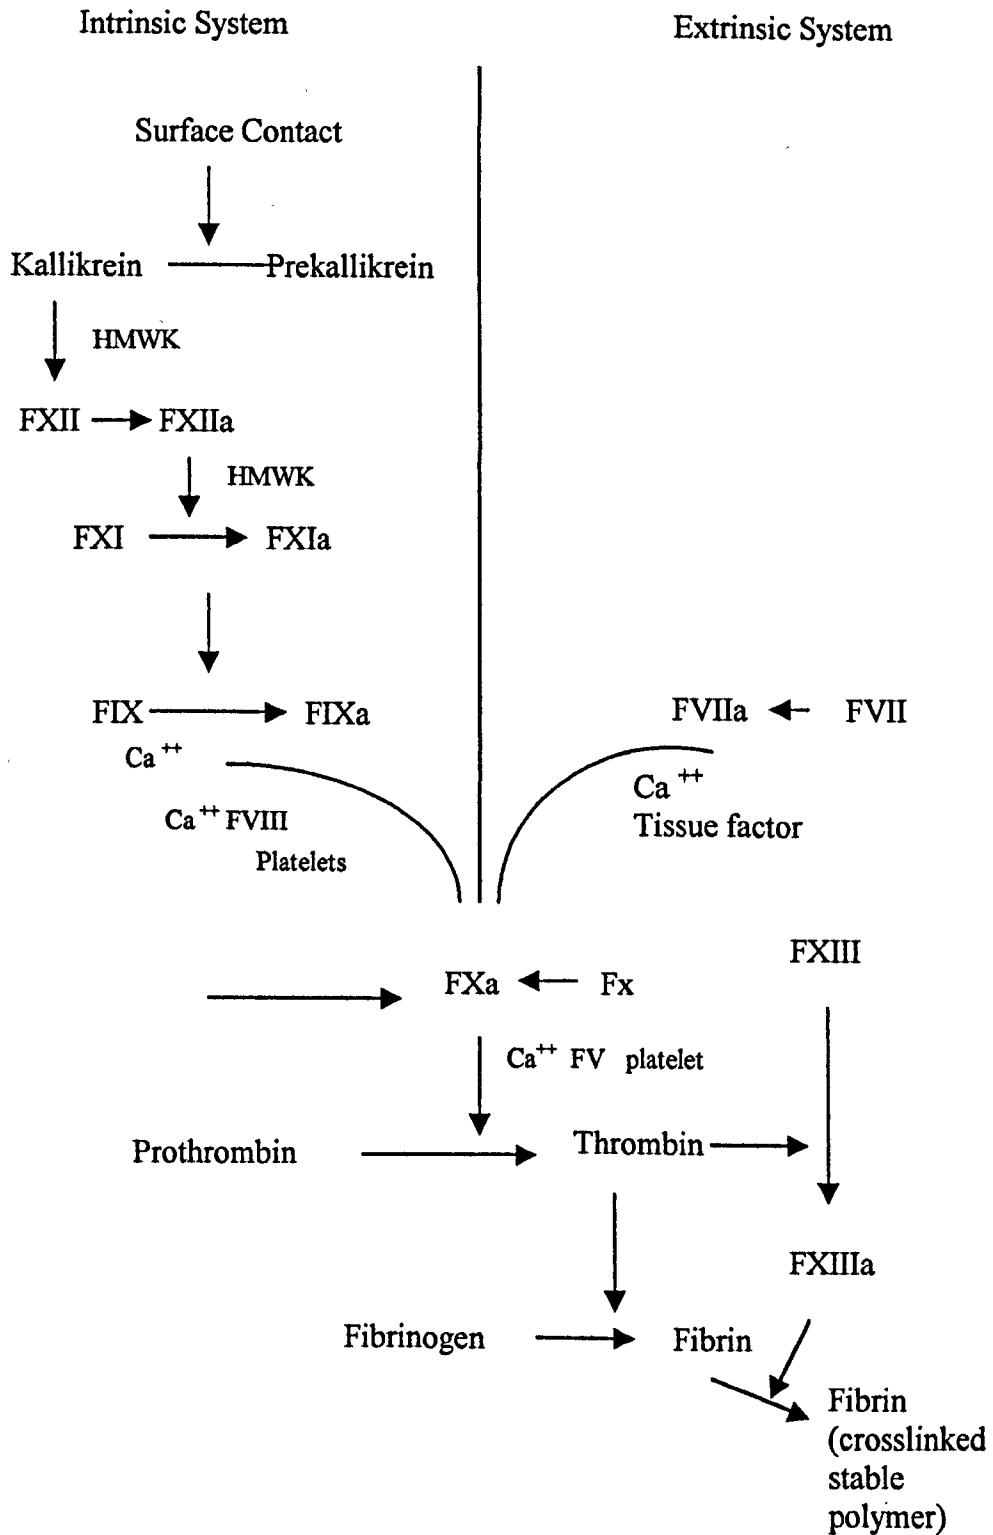 Intrinsic System
Extrinsic System
Surface Contact
Kallikrein Prekallikrein
HMWK
FXII FXIIa
HMWK
FXI FXIa
FIX FIXa
FVIIa FVII
Ca ++
Ca ++ FVIII
Platelets
Ca ++
Tissue factor
FXIII
FXa Fx
Ca++ FV platelet
Prothrombin Thrombin
FXIIIa
Fibrinogen Fibrin
Fibrin
(crosslinked
stable
polymer)